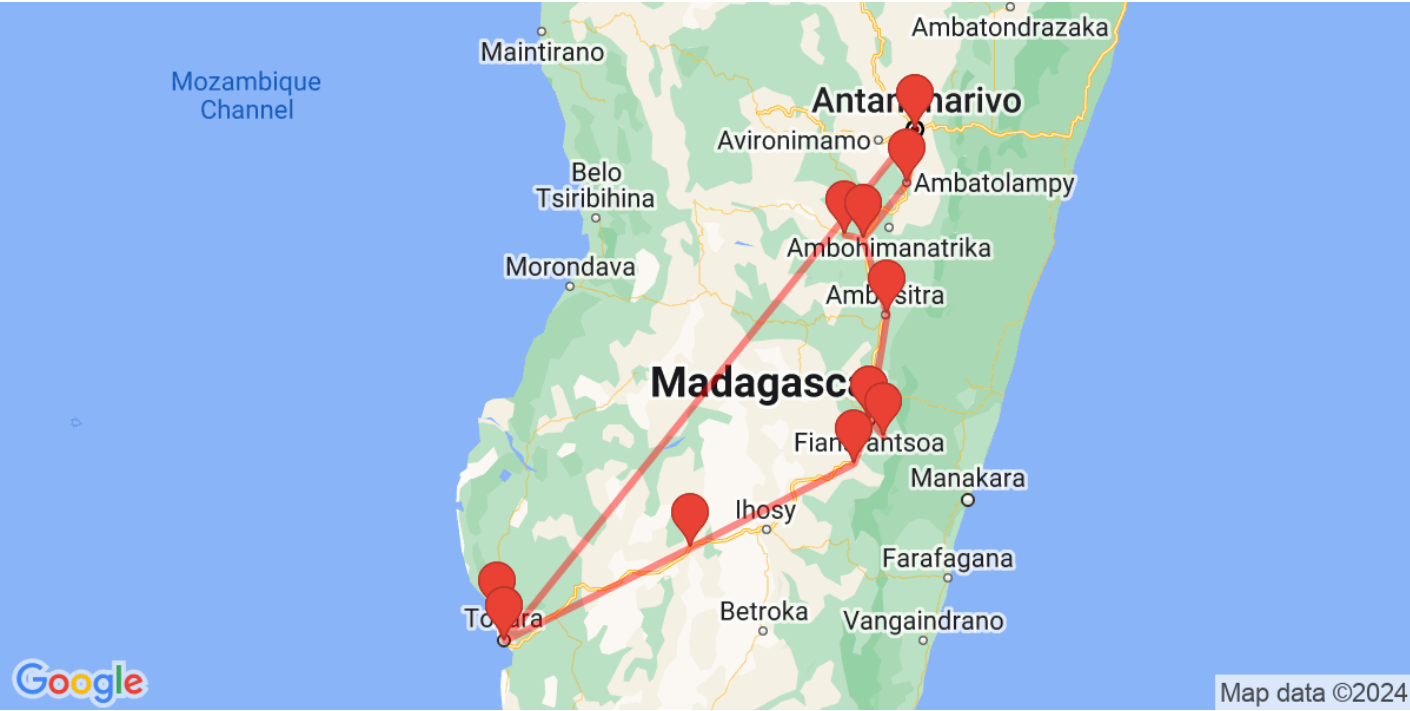 Ambatondrazaka
Maintirano
Mozambique
Channel
Antananarivo
Avironimamo
Belo
Tsiribihina
Ambatolampy
Ambohimanatrika
Morondava
Ambositra
Madagascar
Fianarantsoa
Manakara
Ihosy
Farafagana
Betroka
Toliara
Vangaindrano
Google
Map data ©2024